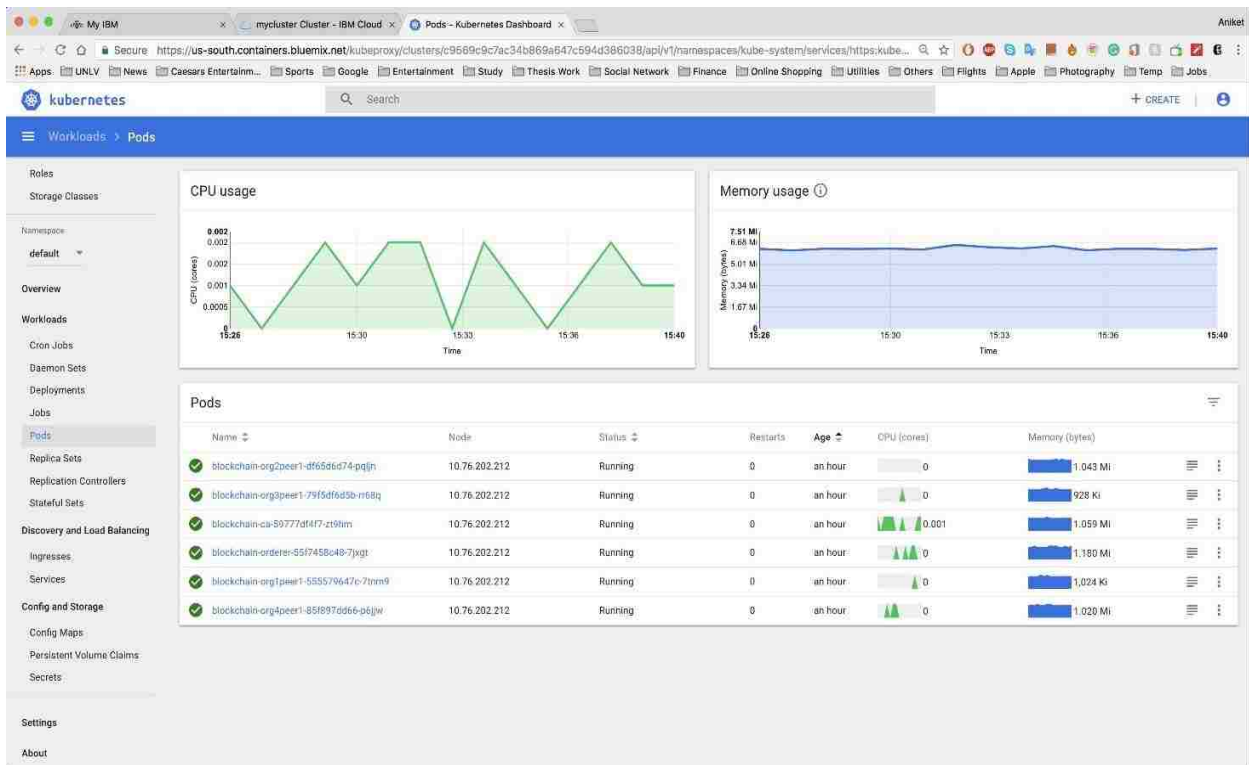 My IBM × mycluster Cluster - IBM Cloud × Pods - Kubernetes Dashboard × Aniket
Secure https://us-south.containers.bluemix.net/kubeproxy/clusters/c9569c9c7ac34b869a647c694d386038/api/v1/namespaces/kube-system/services/https:kube...
Apps UNLV News Caesars Entertainm... Sports Google Entertainment Study Thesis Work Social Network Finance Online Shopping Utilities Others Flights Apple Photography Temp Jobs
kubernetes Search + CREATE
Workloads > Pods
Roles
Storage Classes
Namespace
default
Overview
Workloads
Cron Jobs
Daemon Sets
Deployments
Jobs
Pods
Replica Sets
Replication Controllers
Stateful Sets
Discovery and Load Balancing
Ingresses
Services
Config and Storage
Config Maps
Persistent Volume Claims
Secrets
Settings
About
CPU usage
CPU (cores)
0.002
0.002
0.002
0.001
0.0005
0
15:26 15:30 15:33 15:36 15:40
Time
Memory usage
Memory (bytes)
7.51 Mi
6.68 Mi
5.01 Mi
3.34 Mi
1.67 Mi
0
15:26 15:30 15:33 15:36 15:40
Time
Pods
Name Node Status Restarts Age CPU (cores) Memory (bytes)
blockchain-org2peer1-df65d6d74-pqljn 10.76.202.212 Running 0 an hour 0 1.043 Mi
blockchain-org3peer1-79f5df6d5b-rr68q 10.76.202.212 Running 0 an hour 0 928 Ki
blockchain-ca-59777df4f7-zt9hm 10.76.202.212 Running 0 an hour 0.001 1.059 Mi
blockchain-orderer-55f7458c48-7jxgt 10.76.202.212 Running 0 an hour 0 1.180 Mi
blockchain-org1peer1-555579647c-7tnm9 10.76.202.212 Running 0 an hour 0 1,024 Ki
blockchain-org4peer1-85f897dd66-p6jjw 10.76.202.212 Running 0 an hour 0 1.020 Mi